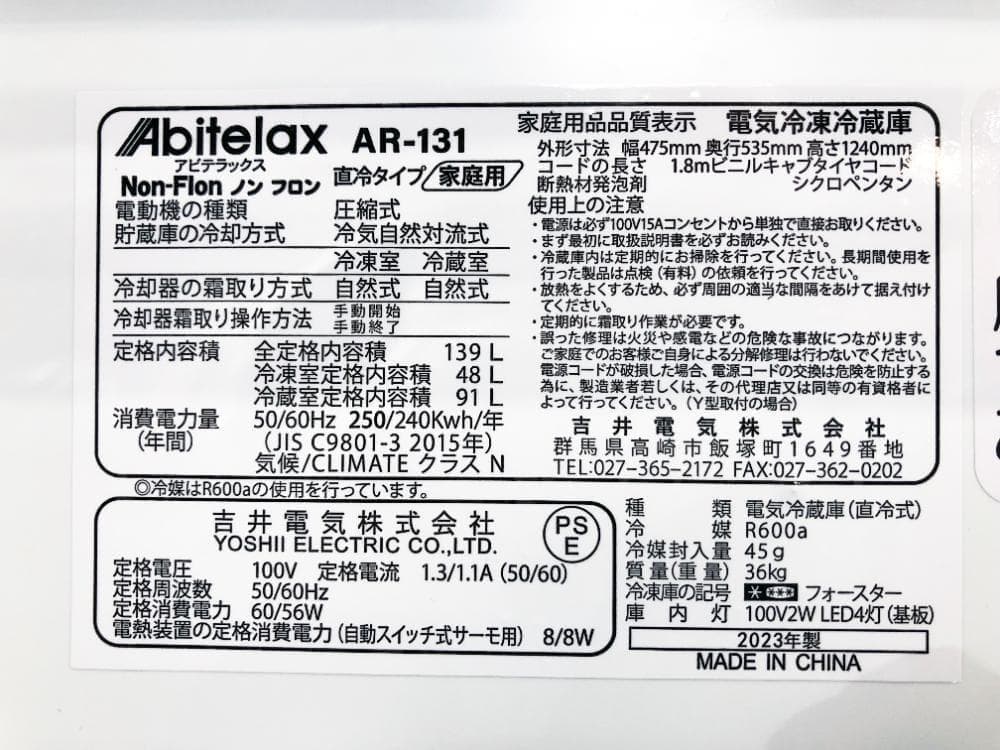 Abitelax AR-131
アビテラックス
Non-Flon ノン フロン 直冷タイプ 家庭用
電動機の種類 圧縮式
貯蔵庫の冷却方式 冷気自然対流式
冷凍室 冷蔵室
冷却器の霜取り方式 自然式 自然式
冷却器霜取り操作方法 手動開始
手動終了
定格内容積 全定格内容積 139 L
冷凍室定格内容積 48 L
冷蔵室定格内容積 91 L
消費電力量 50/60Hz 250/240Kwh/年
(年間) (JIS C9801-3 2015年)
気候/CLIMATE クラス N
家庭用品品質表示 電気冷凍冷蔵庫
外形寸法 幅475mm 奥行535mm 高さ1240mm
コードの長さ 1.8mビニルキャブタイヤコード
断熱材発泡剤 シクロペンタン
使用上の注意
・電源は必ず100V15Aコンセントから単独で直接お取りください。
・まず最初に取扱説明書を必ずお読みください。
・冷蔵庫内は定期的にお掃除を行ってください。長期間使用を
行った製品は点検(有料)の依頼を行ってください。
・放熱をよくするため、必ず周囲の適当な間隔をあけて据え付け
てください。
・定期的に霜取り作業が必要です。
・誤った修理は火災や感電などの危険な事故につながります。
ご家庭でのお客様ご自身による分解修理は行わないでください。
電源コードが破損した場合、電源コードの交換は危険を防止する
為に、製造業者若しくは、その代理店又は同等の有資格者に
よって行ってください。(Y型取付の場合)
吉井電気株式会社
群馬県高崎市飯塚町1649番地
TEL:027-365-2172 FAX:027-362-0202
◎冷媒はR600aの使用を行っています。
吉井電気株式会社
YOSHII ELECTRIC CO.,LTD.
PS
E
定格電圧 100V 定格電流 1.3/1.1A (50/60)
定格周波数 50/60Hz
定格消費電力 60/56W
電熱装置の定格消費電力(自動スイッチ式サーモ用) 8/8W
種類 電気冷蔵庫(直冷式)
冷媒 R600a
冷媒封入量 45g
質量(重量) 36kg
冷凍庫の記号 フォースター
庫内灯 100V2W LED4灯(基板)
2023年製
MADE IN CHINA